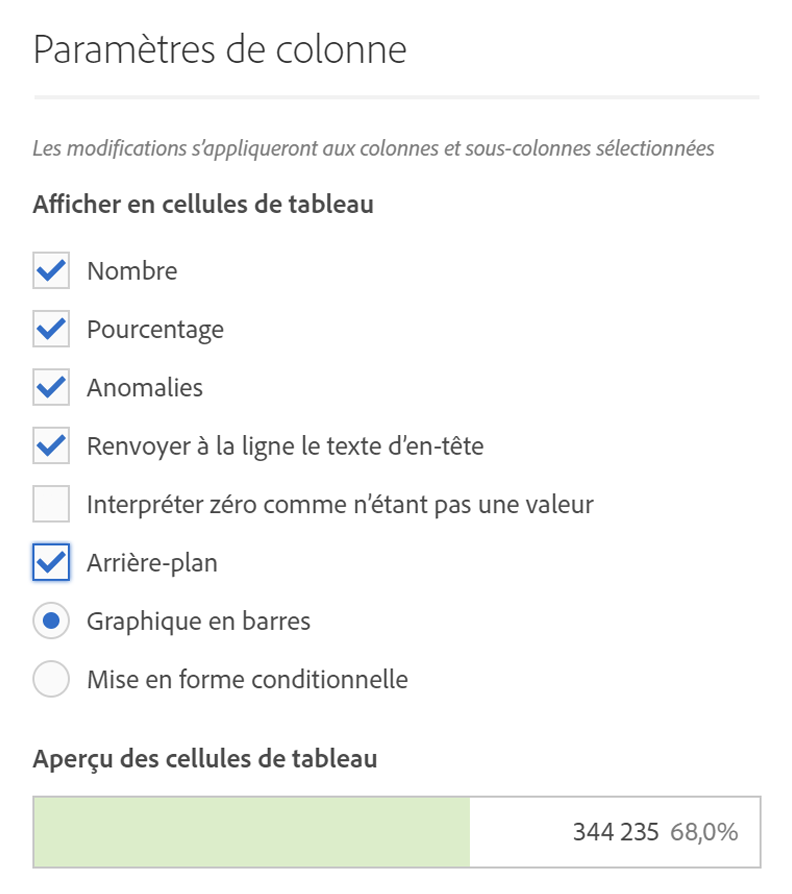 Paramètres de colonne
Les modifications s’appliqueront aux colonnes et sous-colonnes sélectionnées
Afficher en cellules de tableau
Nombre
Pourcentage
Anomalies
Renvoyer à la ligne le texte d’en-tête
Interpréter zéro comme n’étant pas une valeur
Arrière-plan
Graphique en barres
Mise en forme conditionnelle
Aperçu des cellules de tableau
344 235 68,0%